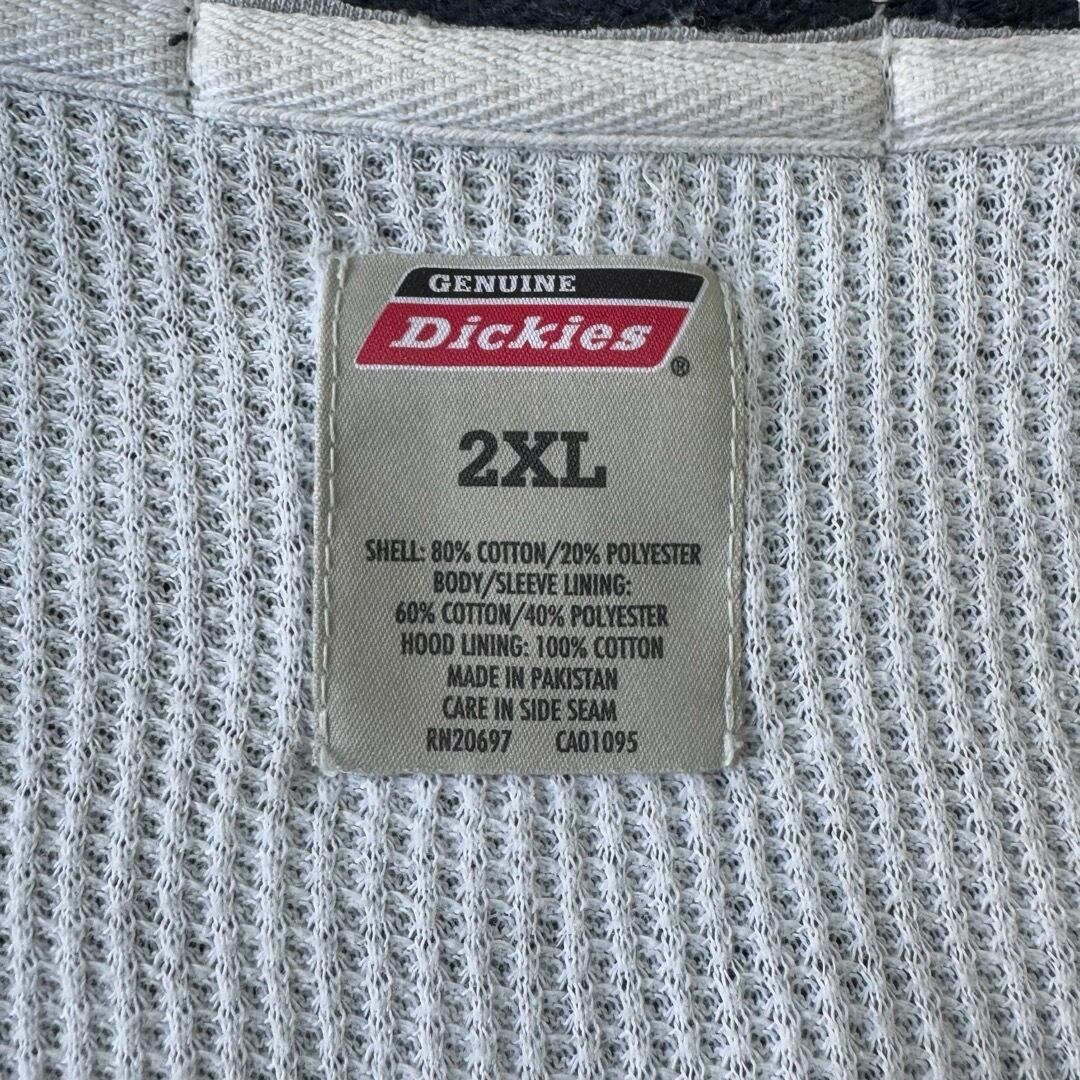 GENUINE
Dickies®
2XL
SHELL: 80% COTTON/20% POLYESTER
BODY/SLEEVE LINING:
60% COTTON/40% POLYESTER
HOOD LINING: 100% COTTON
MADE IN PAKISTAN
CARE IN SIDE SEAM
RN20697 CA01095